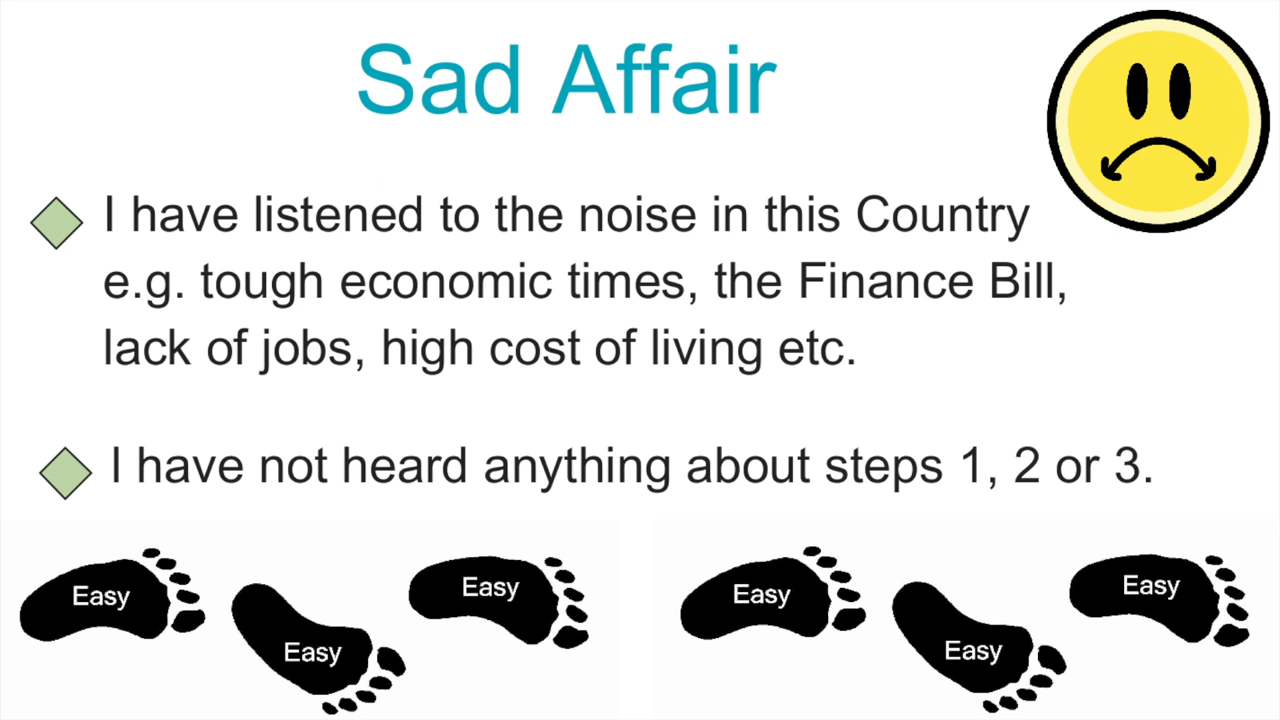 Sad Affair
I have listened to the noise in this Country
e.g. tough economic times, the Finance Bill,
lack of jobs, high cost of living etc.
I have not heard anything about steps 1, 2 or 3.
Easy
Easy
Easy
Easy
Easy
Easy